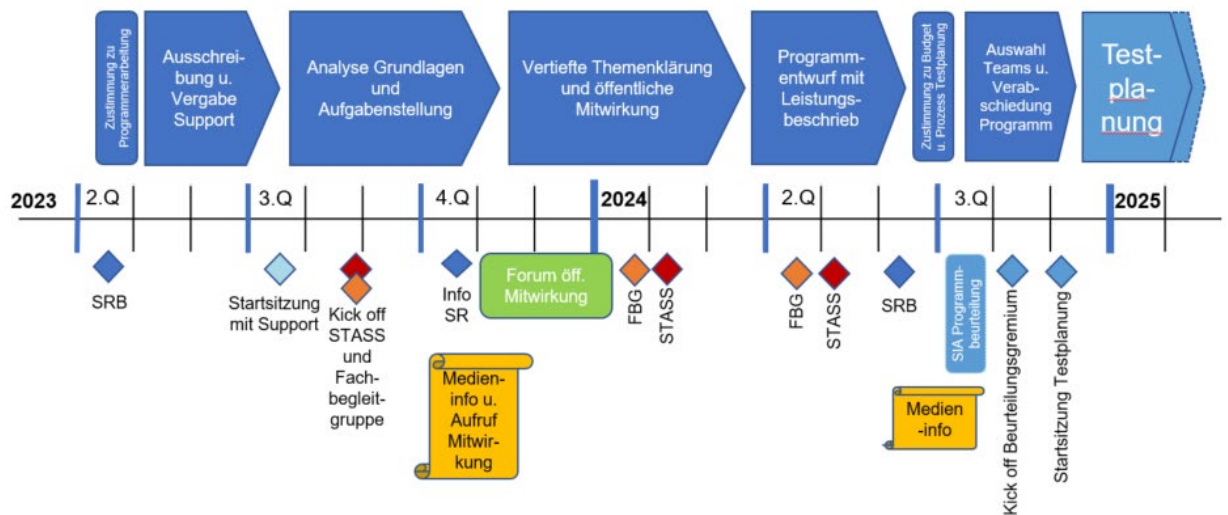 Zustimmung zu
Programmerarbeitung
Ausschrei-
bung u.
Vergabe
Support
Analyse Grundlagen
und
Aufgabenstellung
Vertiefte Themenklärung
und öffentliche
Mitwirkung
Programm-
entwurf mit
Leistungs-
beschrieb
Zustimmung zu Budget
u. Prozess Testplanung
Auswahl
Teams u.
Verab-
schiedung
Programm
Test-
pla-
nung
2023
2.Q
3.Q
4.Q
2024
2.Q
3.Q
2025
SRB
Startsitzung
mit Support
Kick off
STASS
und
Fach-
begleit-
gruppe
Info
SR
Medien-
info u.
Aufruf
Mitwir-
kung
Forum öff.
Mitwirkung
FBG
STASS
FBG
STASS
SRB
Medien
-info
SIA Programm-
beurteilung
Kick off Beurteilungsgremium
Startsitzung Testplanung